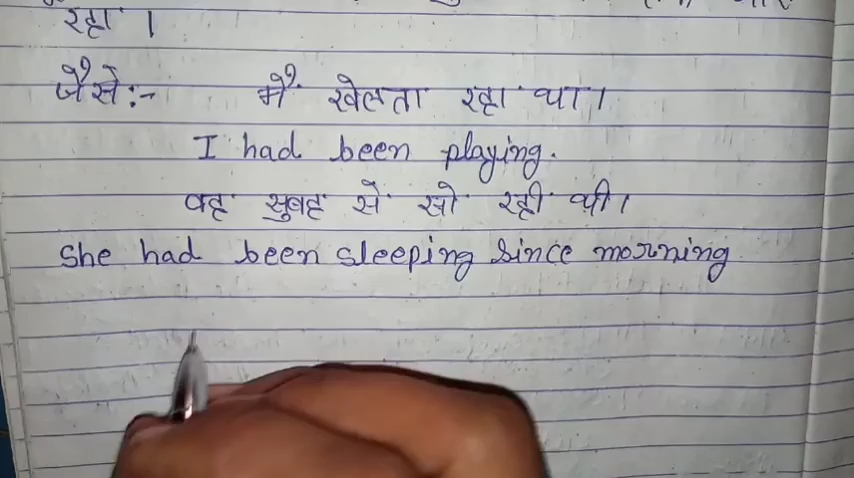 रहा ।
जैसे :- मैं खेलता रहा था।
I had been playing.
वह सुबह से सो रही थी।
She had been sleeping since morning